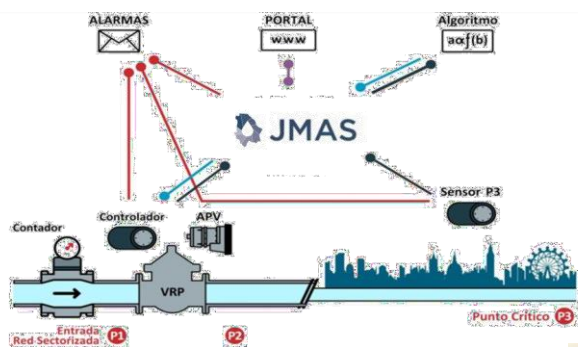 ALARMAS
PORTAL
Algoritmo
www
aαƒ(b)
JMAS
Sensor P3
Controlador
APV
Contador
VRP
Entrada
Red Sectorizada
P1
P2
Punto Crítico P3